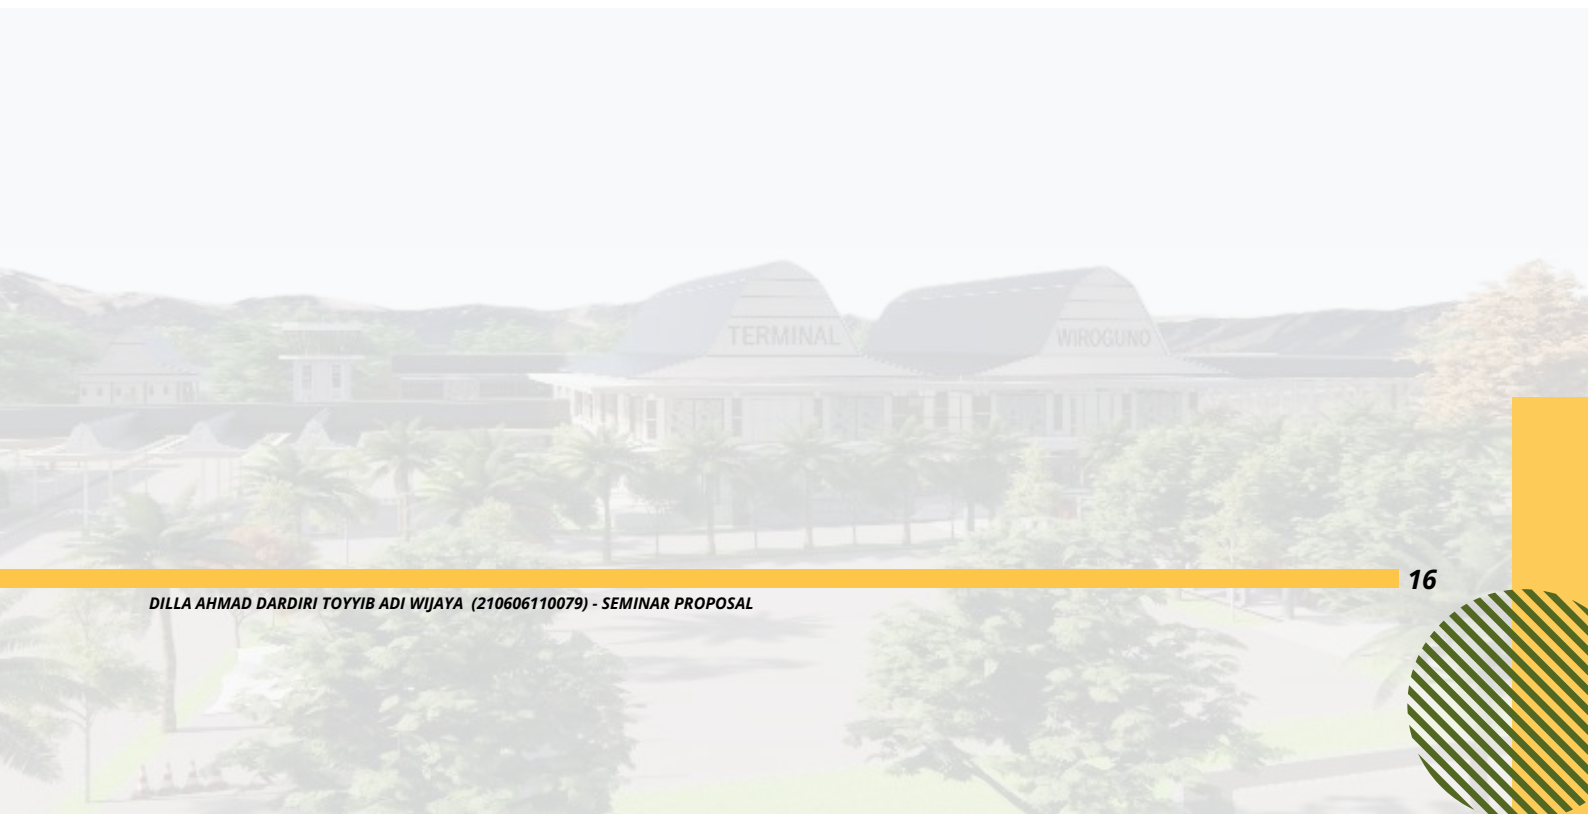 TERMINAL
WIROGUNO
16
DILLA AHMAD DARDIRI TOYYIB ADI WIJAYA (210606110079) - SEMINAR PROPOSAL